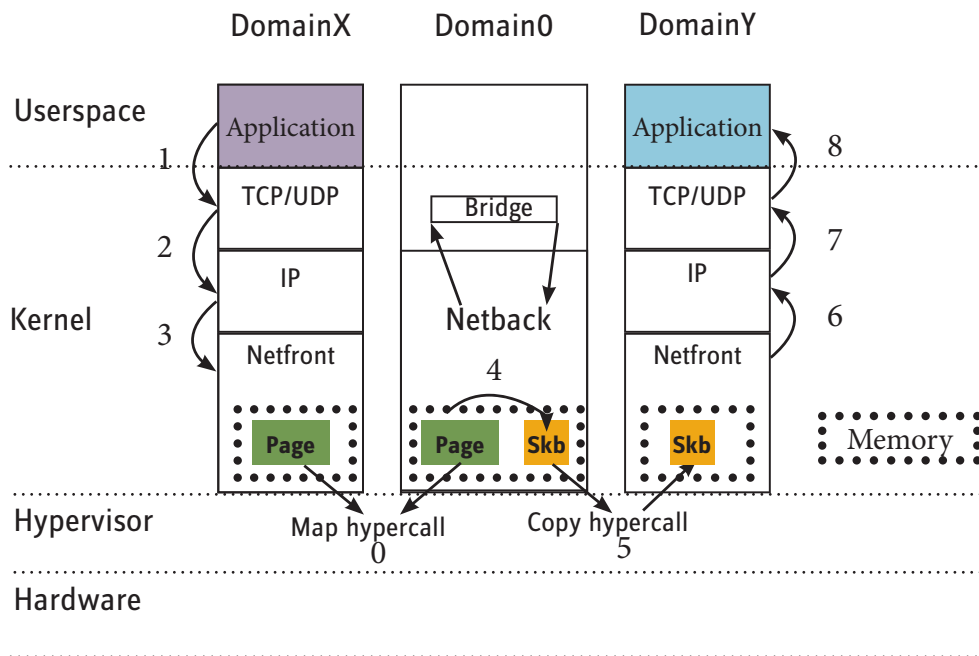 DomainX Domain0 DomainY
Userspace
Application Application
1 8
TCP/UDP Bridge TCP/UDP
2 7
IP IP
Kernel 3 Netback 6
Netfront 4 Netfront
Page Page Skb Skb Memory
Hypervisor Map hypercall Copy hypercall
0 5
Hardware